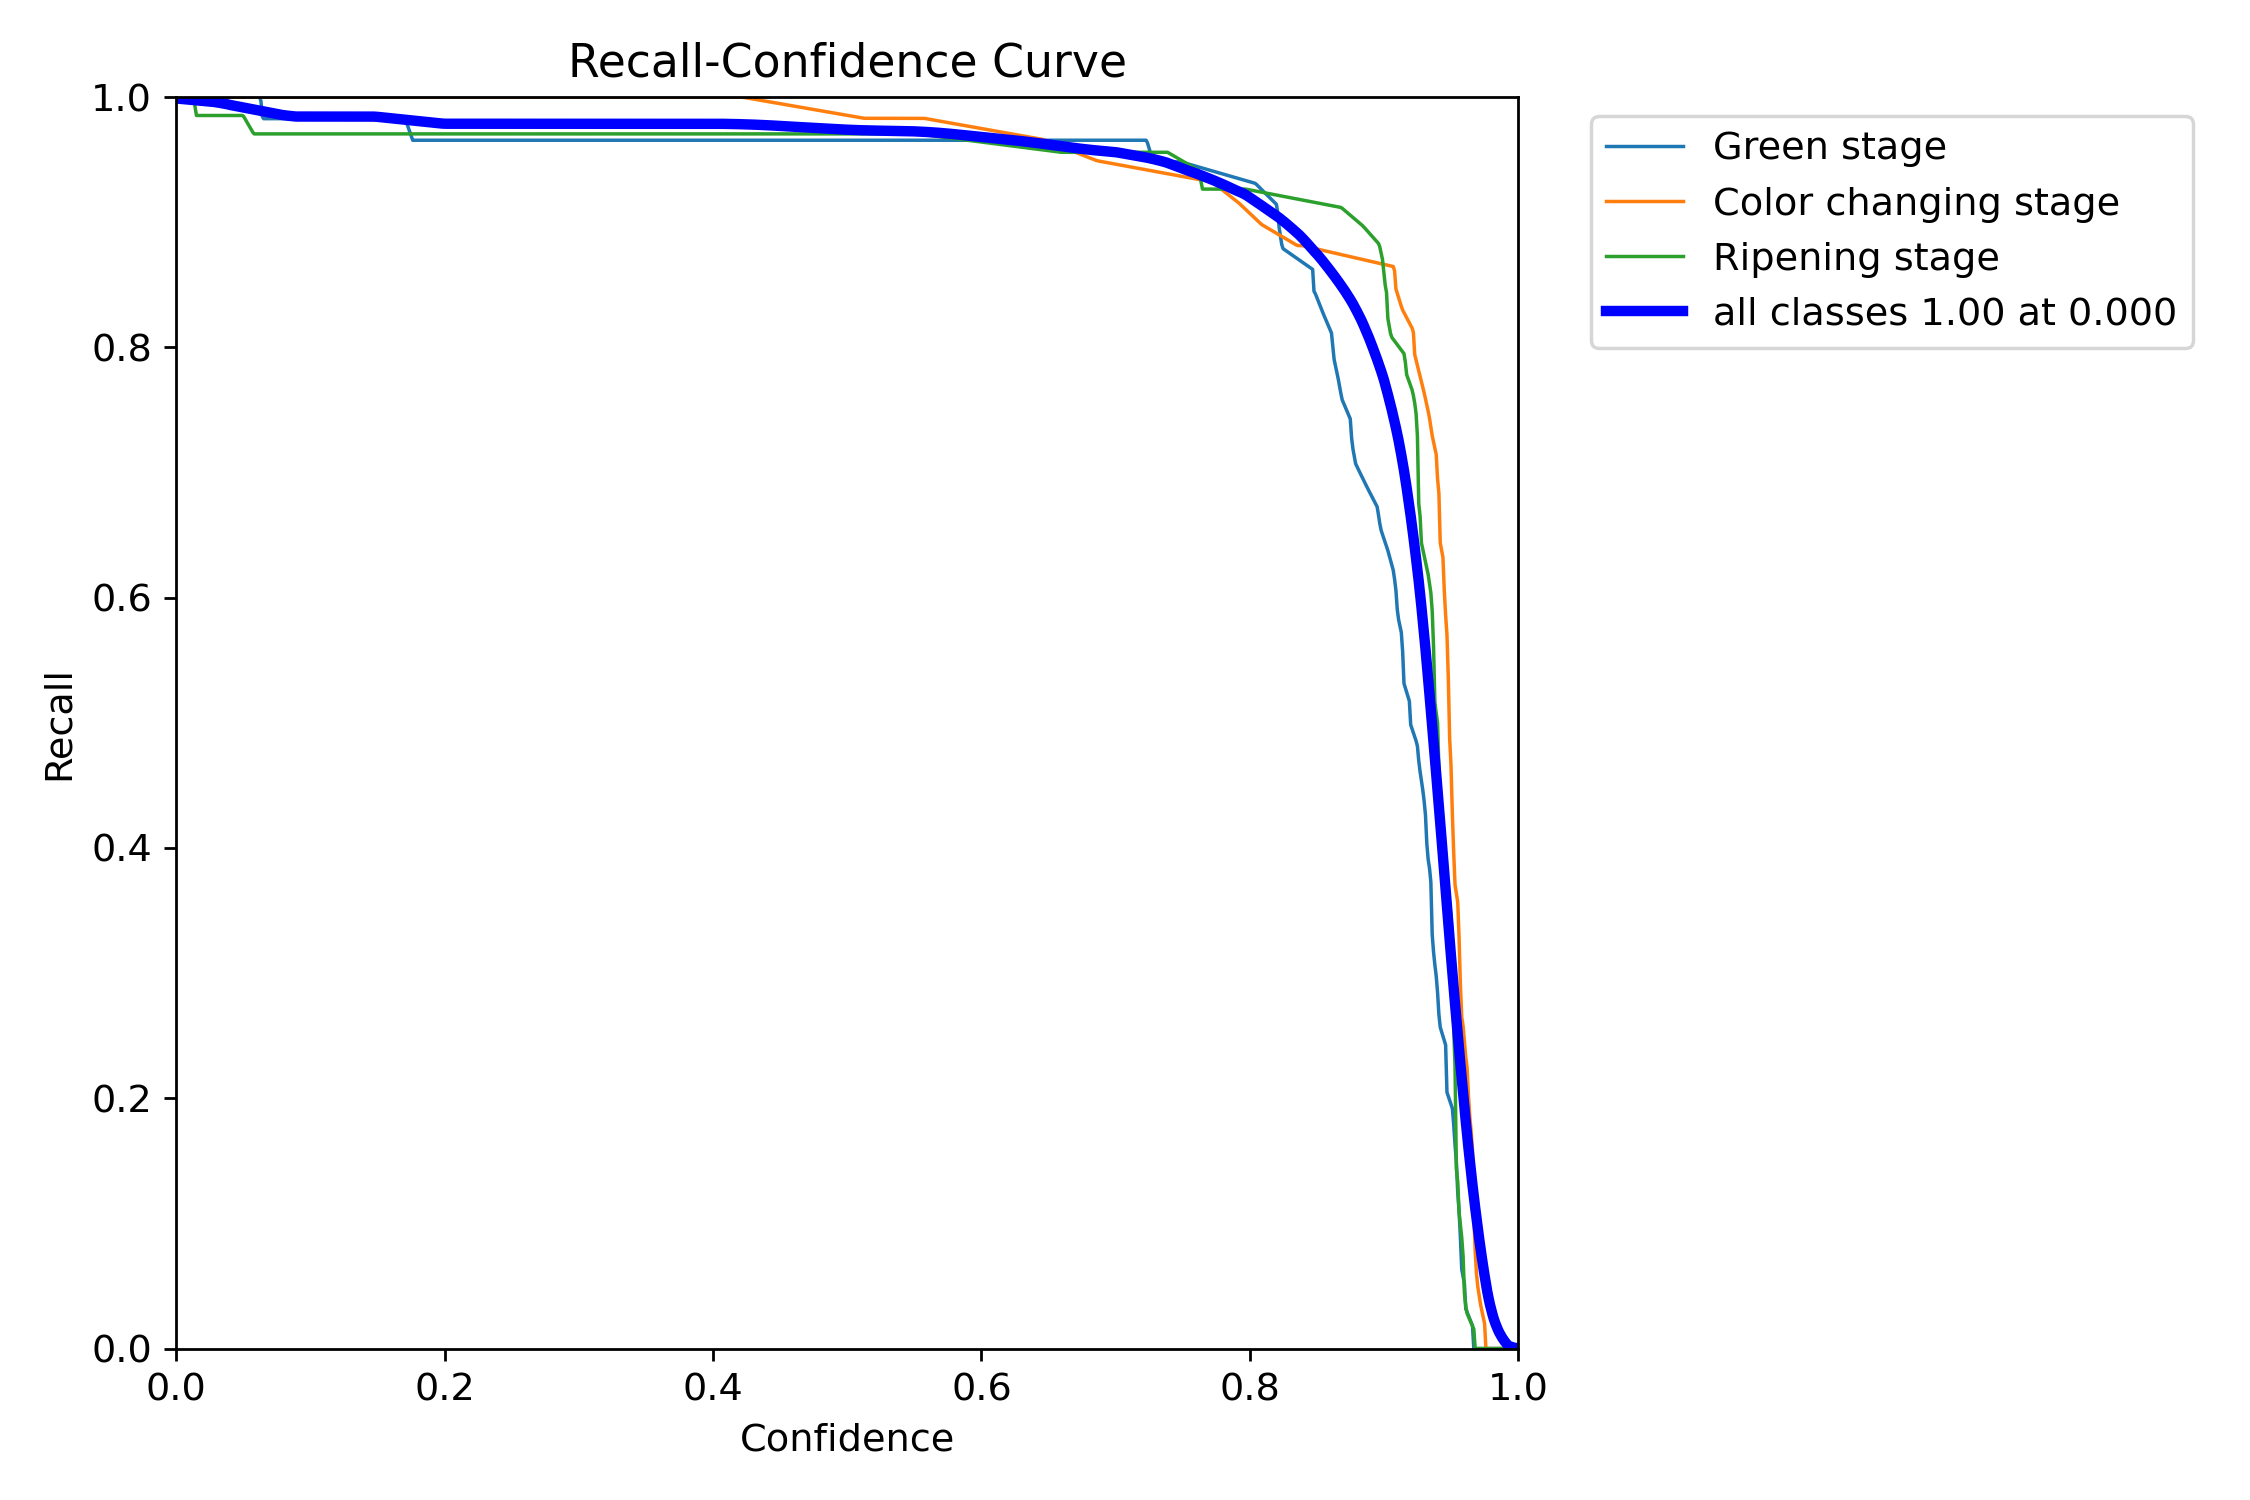 Recall-Confidence Curve
1.0
0.8
0.6
0.4
0.2
0.0
Recall
0.0 0.2 0.4 0.6 0.8 1.0
Confidence
Green stage
Color changing stage
Ripening stage
all classes 1.00 at 0.000